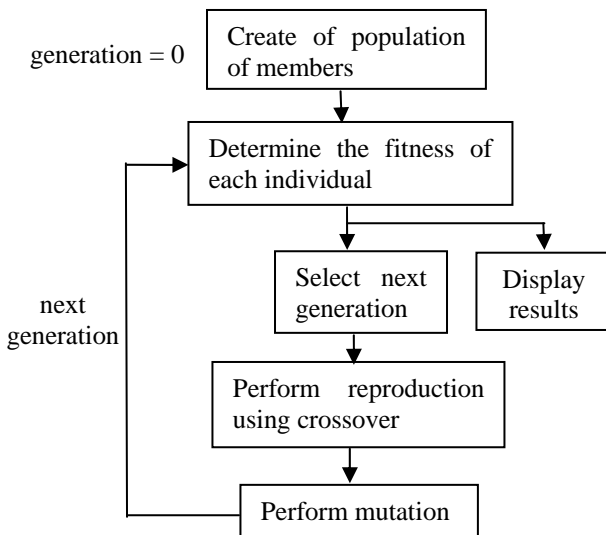 generation = 0
Create of population
of members
Determine the fitness of
each individual
Select next
generation
Display
results
next
generation
Perform reproduction
using crossover
Perform mutation